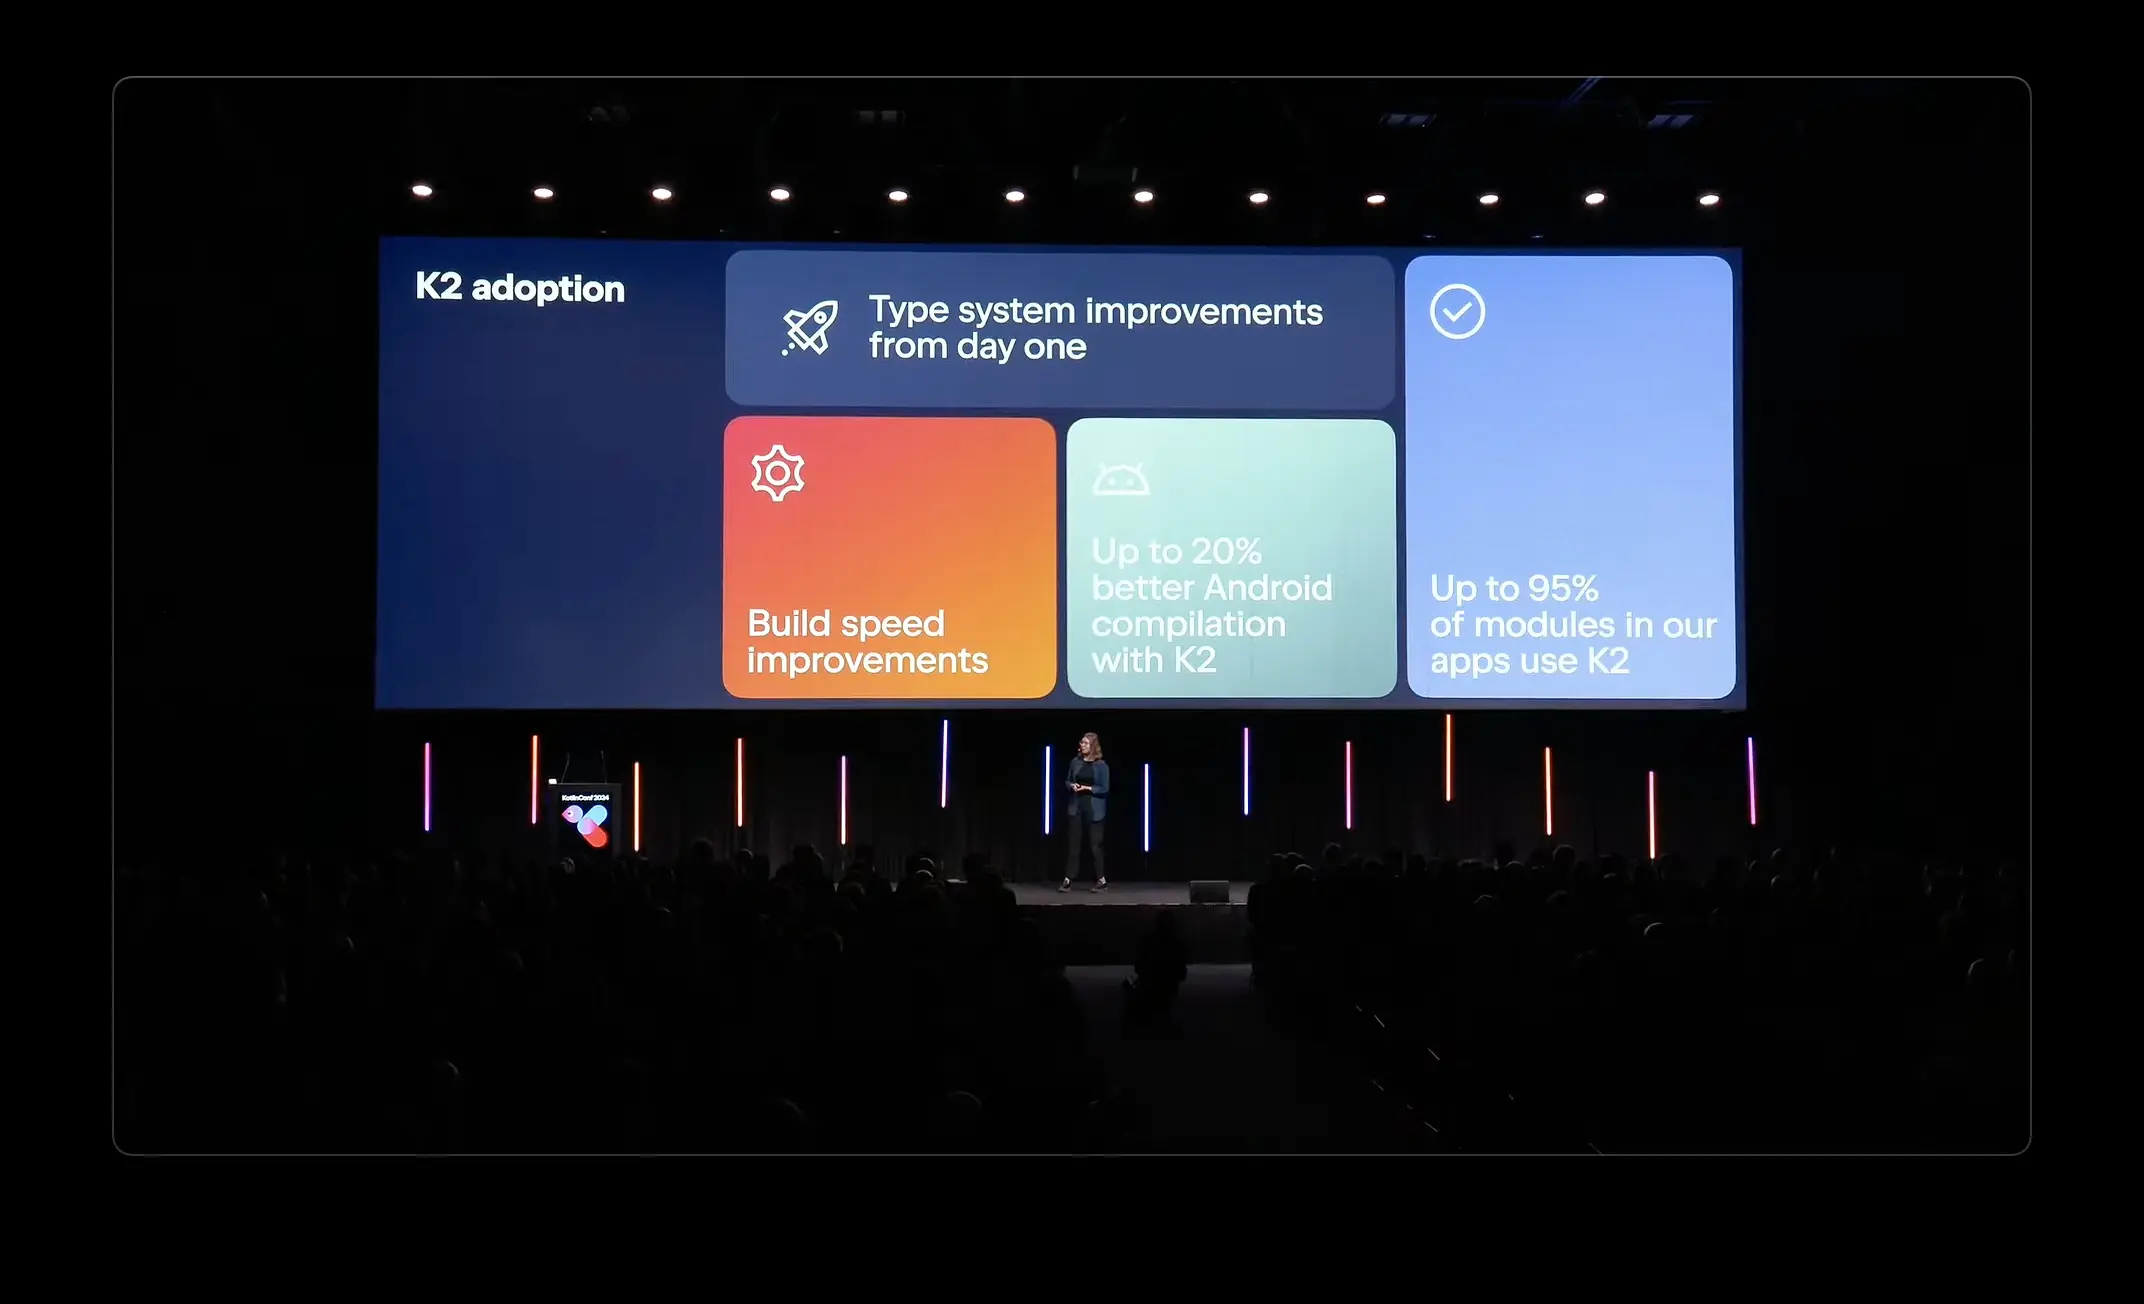 K2 adoption
Type system improvements
from day one
Build speed
improvements
Up to 20%
better Android
compilation
with K2
Up to 95%
of modules in our
apps use K2
KotlinConf 2024